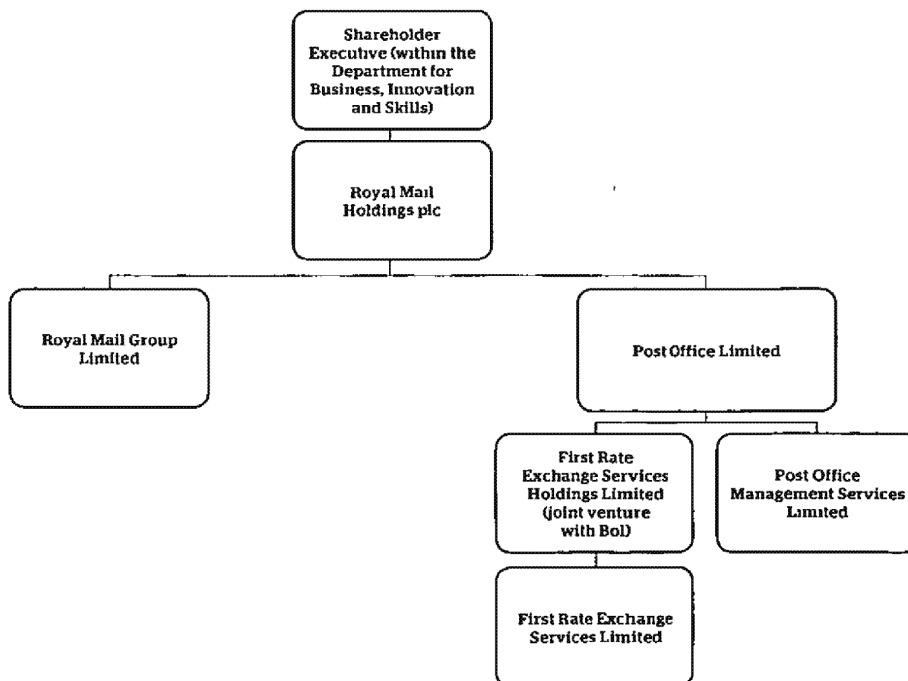 Shareholder
Executive (within the
Department for
Business, Innovation
and Skills)
Royal Mail
Holdings plc
Royal Mail Group
Limited
Post Office Limited
First Rate
Exchange Services
Holdings Limited
(joint venture
with BoI)
Post Office
Management Services
Limited
First Rate Exchange
Services Limited